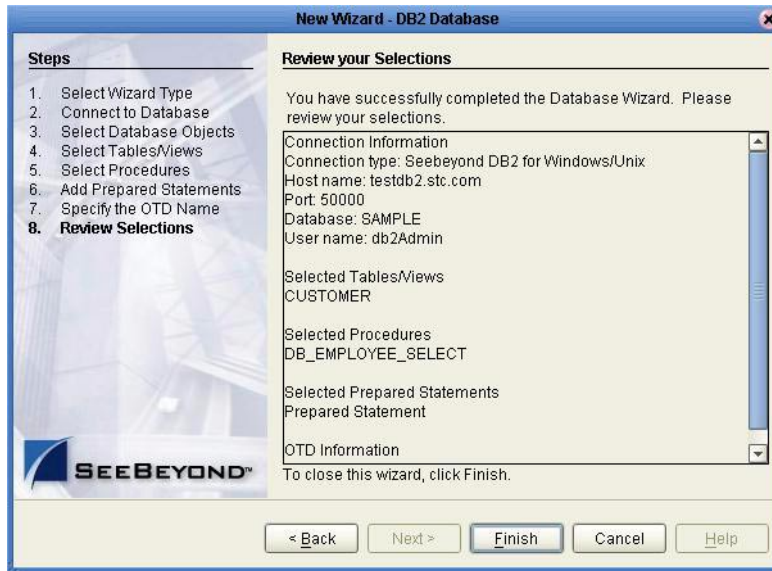 New Wizard - DB2 Database
Steps
1. Select Wizard Type
2. Connect to Database
3. Select Database Objects
4. Select Tables/Views
5. Select Procedures
6. Add Prepared Statements
7. Specify the OTD Name
8. Review Selections
SEEBEYOND™
Review your Selections
You have successfully completed the Database Wizard. Please
review your selections.
Connection Information
Connection type: Seebeyond DB2 for Windows/Unix
Host name: testdb2.stc.com
Port: 50000
Database: SAMPLE
User name: db2Admin
Selected Tables/Views
CUSTOMER
Selected Procedures
DB_EMPLOYEE_SELECT
Selected Prepared Statements
Prepared Statement
OTD Information
To close this wizard, click Finish.
< Back
Next >
Finish
Cancel
Help